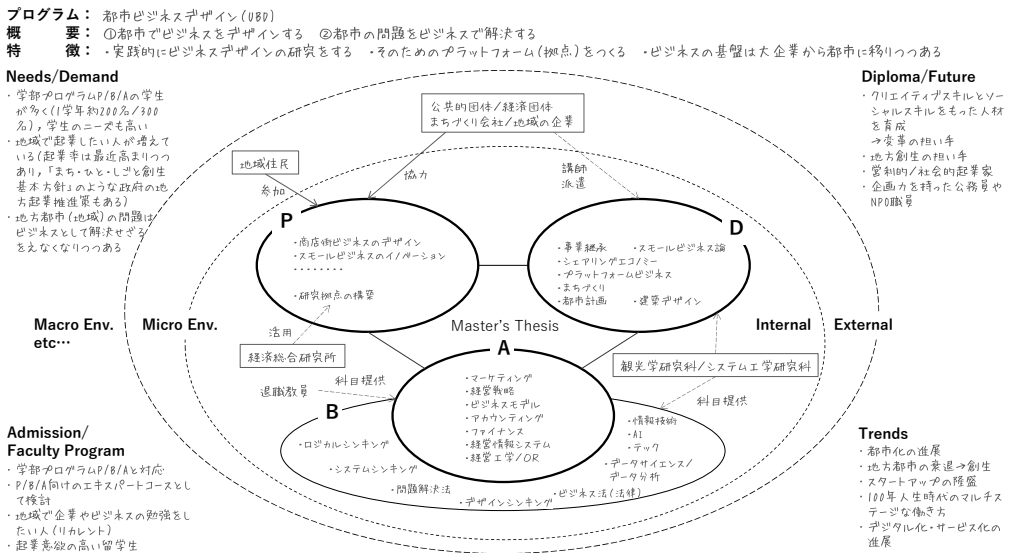 プログラム： 都市ビジネスデザイン(UBD)
概　　要： ①都市でビジネスをデザインする ②都市の問題をビジネスで解決する
特　　徴： ・実践的にビジネスデザインの研究をする ・そのためのプラットフォーム(拠点)をつくる ・ビジネスの基盤は大企業から都市に移りつつある
Needs/Demand
・学部プログラムP/B/Aの学生
が多く(1学年約200名/300
名)，学生のニーズも高い
・地域で起業したい人が増えて
いる(起業率は最近高まりつつ
あり，「まち・ひと・しごと創生
基本方針」のような政府の地
方起業推進策もある)
・地方都市(地域)の問題は
ビジネスとして解決せざる
をえなくなりつつある
Diploma/Future
・クリエイティブスキルとソー
シャルスキルをもった人材
を育成
→変革の担い手
・地方創生の担い手
・営利的/社会的起業家
・企画力を持った公務員や
NPO職員
公共的団体/経済団体
まちづくり会社/地域の企業
地域住民
参加
協力
講師
派遣
P
・商店街ビジネスのデザイン
・スモールビジネスのイノベーション
・・・・・・・・
・研究拠点の構築
D
・事業継承 ・スモールビジネス論
・シェアリングエコノミー
・プラットフォームビジネス
・まちづくり
・都市計画 ・建築デザイン
Macro Env.
etc…
Micro Env.
Master's Thesis
Internal
External
活用
経済総合研究所
観光学研究科/システム工学研究科
退職教員
科目提供
科目提供
A
・マーケティング
・経営戦略
・ビジネスモデル
・アカウンティング
・ファイナンス
・経営情報システム
・経営工学/OR
B
・ロジカルシンキング
・システムシンキング
・問題解決法
・デザインシンキング
・ビジネス法(法律)
・情報技術
・AI
・テック
・データサイエンス/
データ分析
Admission/
Faculty Program
・学部プログラムP/B/Aと対応
・P/B/A向けのエキスパートコースとし
て検討
・地域で企業やビジネスの勉強をし
たい人(リカレント)
・起業意欲の高い留学生
Trends
・都市化の進展
・地方都市の衰退→創生
・スタートアップの隆盛
・100年人生時代のマルチス
テージな働き方
・デジタル化・サービス化の
進展